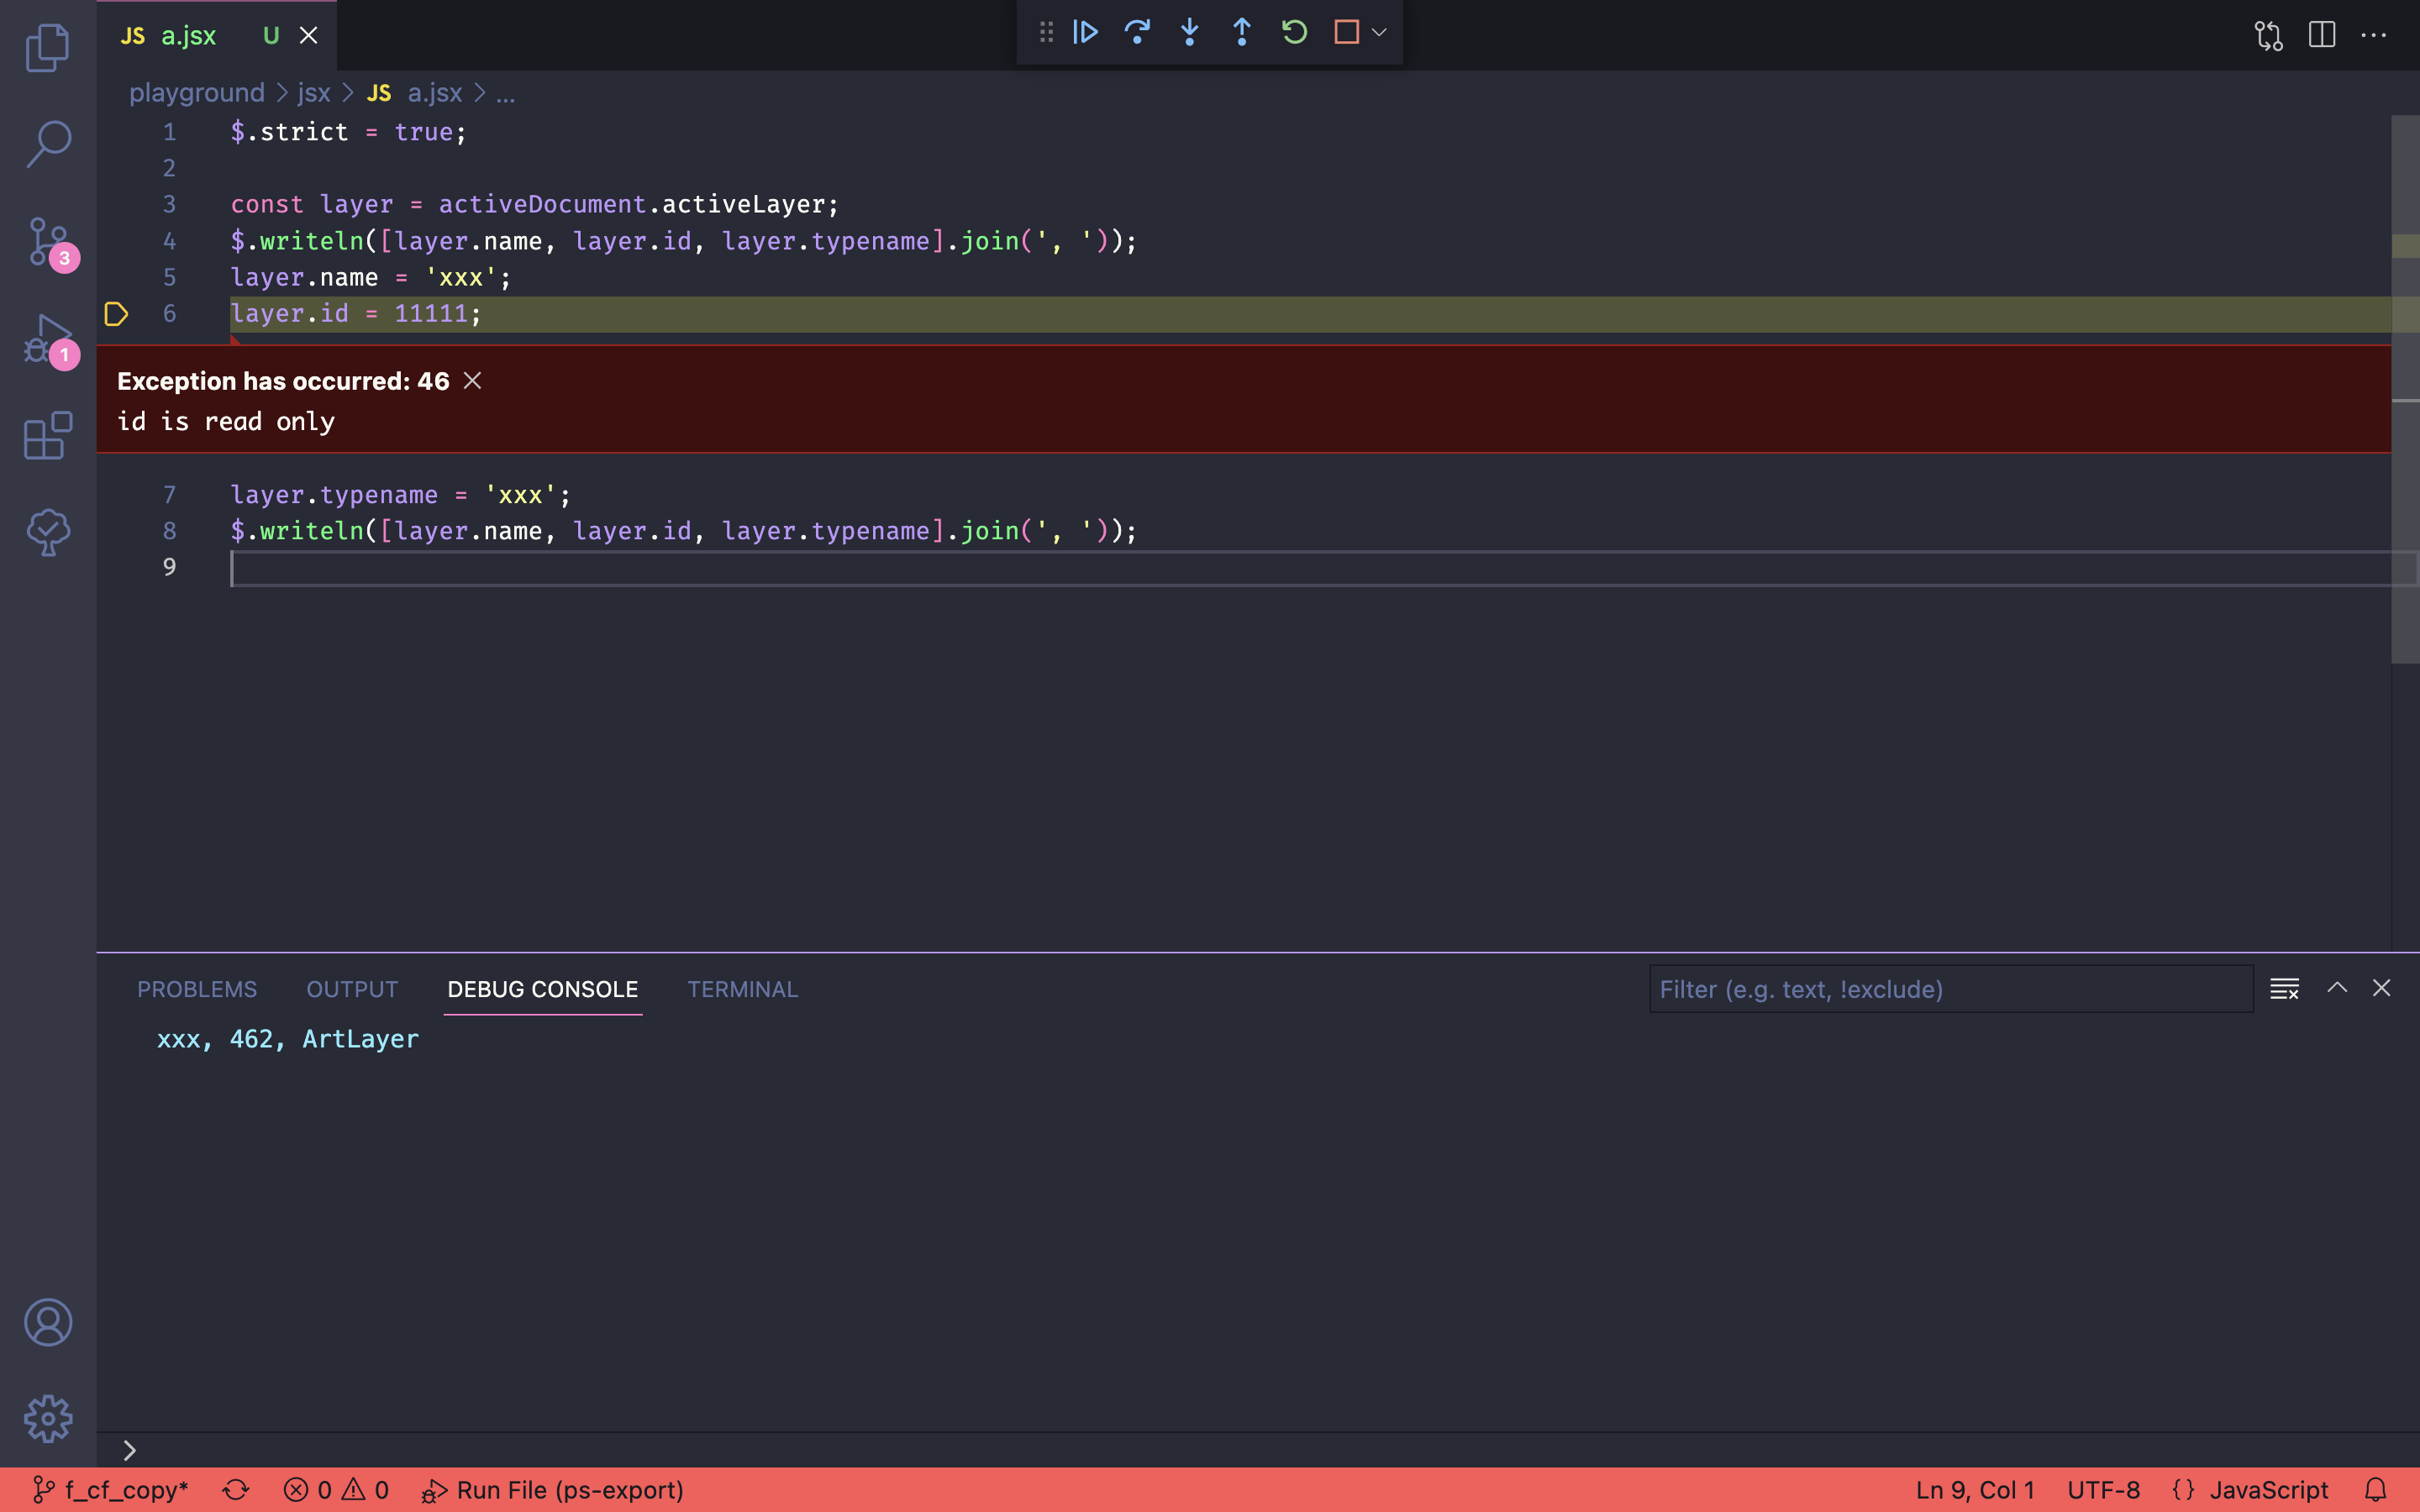 JS a.jsx U
playground > jsx > JS a.jsx > ...
1 $.strict = true;
2
3 const layer = activeDocument.activeLayer;
4 $.writeln([layer.name, layer.id, layer.typename].join(', '));
5 layer.name = 'xxx';
6 layer.id = 11111;
Exception has occurred: 46
id is read only
7 layer.typename = 'xxx';
8 $.writeln([layer.name, layer.id, layer.typename].join(', '));
9
3
1
PROBLEMS OUTPUT DEBUG CONSOLE TERMINAL Filter (e.g. text, !exclude)
xxx, 462, ArtLayer
f_cf_copy* 0 0 Run File (ps-export) Ln 9, Col 1 UTF-8 {} JavaScript